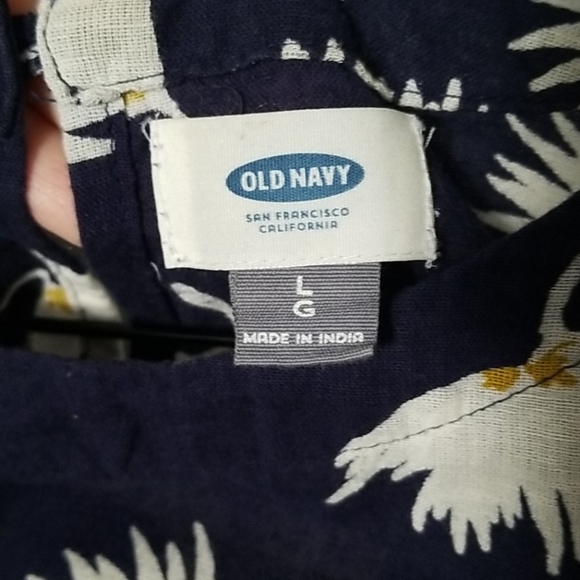 OLD NAVY
SAN FRANCISCO
CALIFORNIA
L
G
MADE IN INDIA